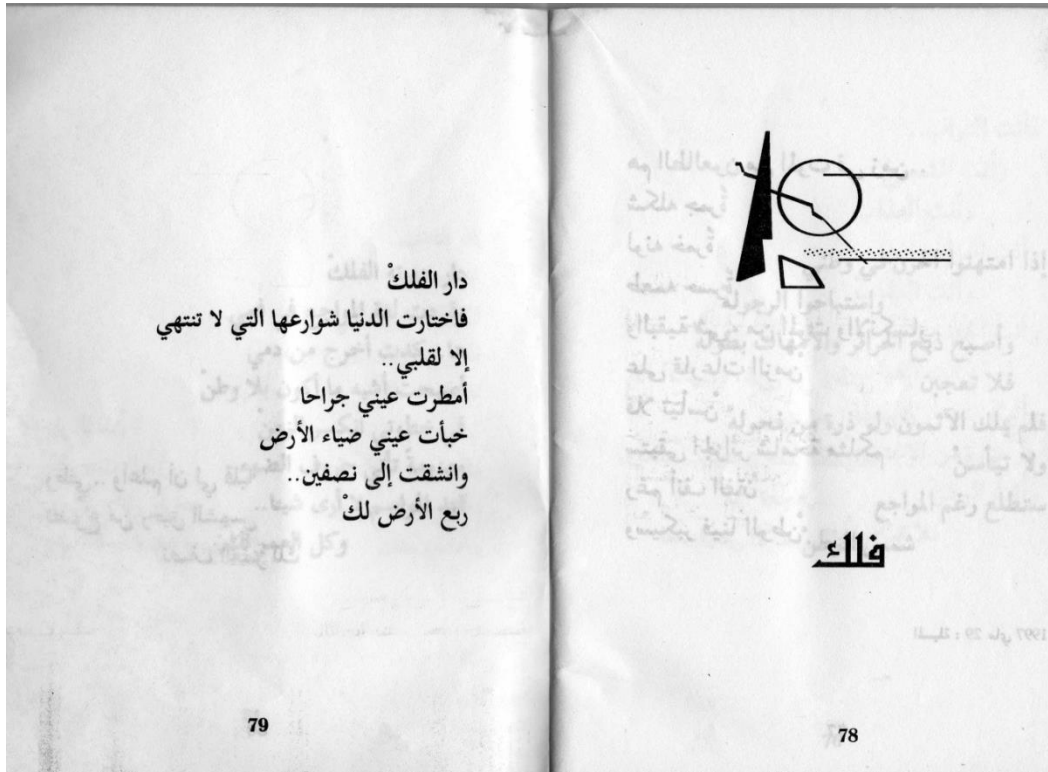 فلك
78
دار الفلكْ
فاختارت الدنيا شوارعها التي لا تنتهي
إلا لقلبي..
أمطرت عيني جراحا
خبأت عيني ضياء الأرض
وانشقت إلى نصفين..
ربع الأرض لكْ
79